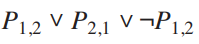 P1,2 ∨ P2,1 ∨ ¬P1,2